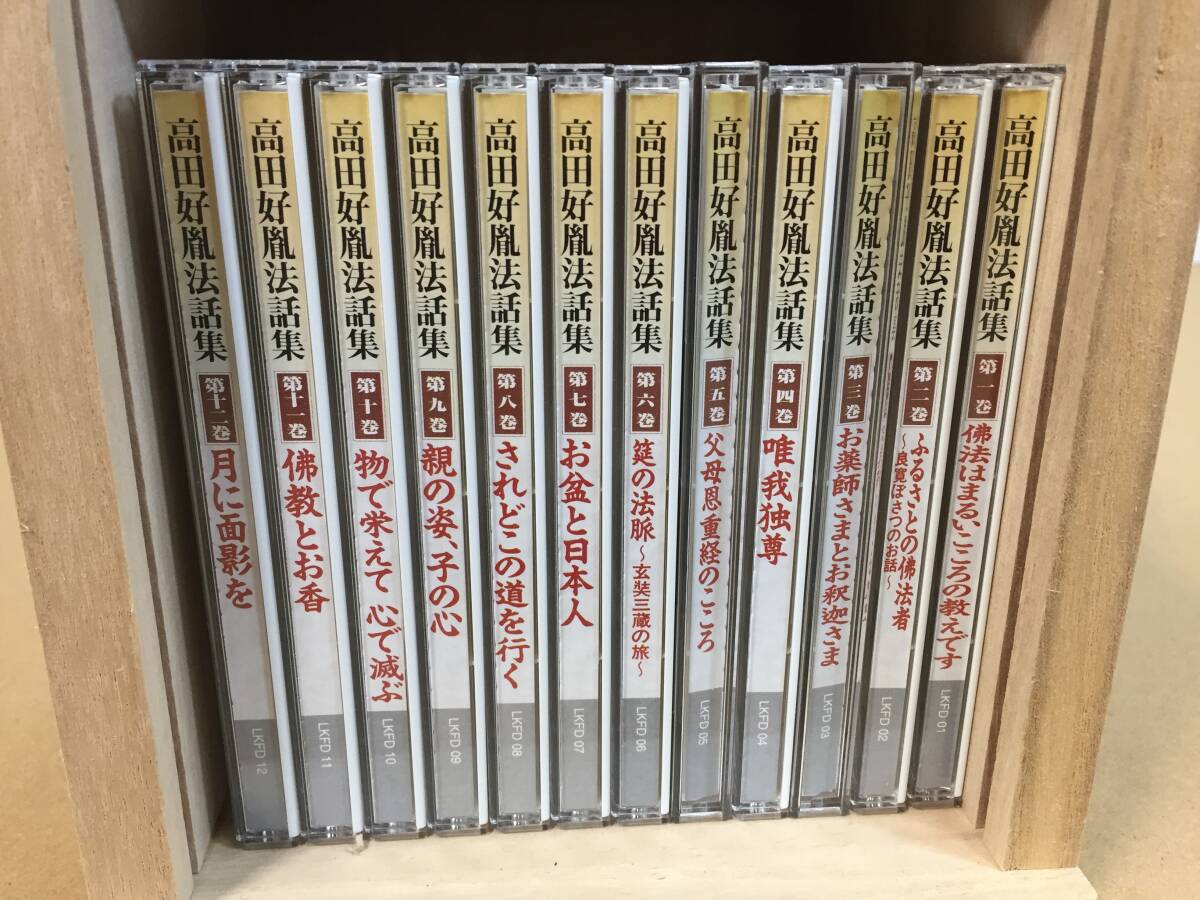 高田好胤法話集 第一巻 佛法はまるいこころの教えです LKFD 01
高田好胤法話集 第二巻 ふるさとの佛法者
～良寛ぼさつのお話～ LKFD 02
高田好胤法話集 第三巻 お薬師さまとお釈迦さま LKFD 03
高田好胤法話集 第四巻 唯我独尊 LKFD 04
高田好胤法話集 第五巻 父母恩重経のこころ LKFD 05
高田好胤法話集 第六巻 筵の法脈 ～玄奘三蔵の旅～ LKFD 06
高田好胤法話集 第七巻 お盆と日本人 LKFD 07
高田好胤法話集 第八巻 されどこの道を行く LKFD 08
高田好胤法話集 第九巻 親の姿、子の心 LKFD 09
高田好胤法話集 第十巻 物で栄えて 心で滅ぶ LKFD 10
高田好胤法話集 第十一巻 佛教とお香 LKFD 11
高田好胤法話集 第十二巻 月に面影を LKFD 12